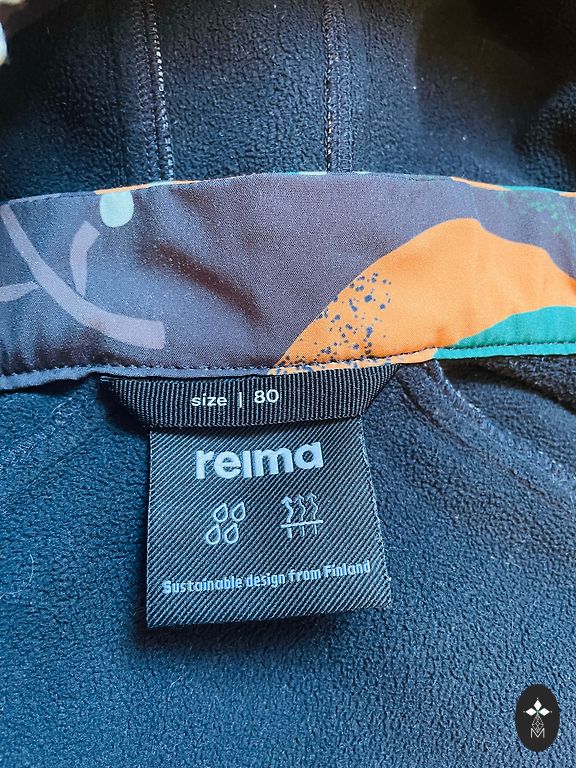 size | 80
reima
Sustainable design from Finland
M